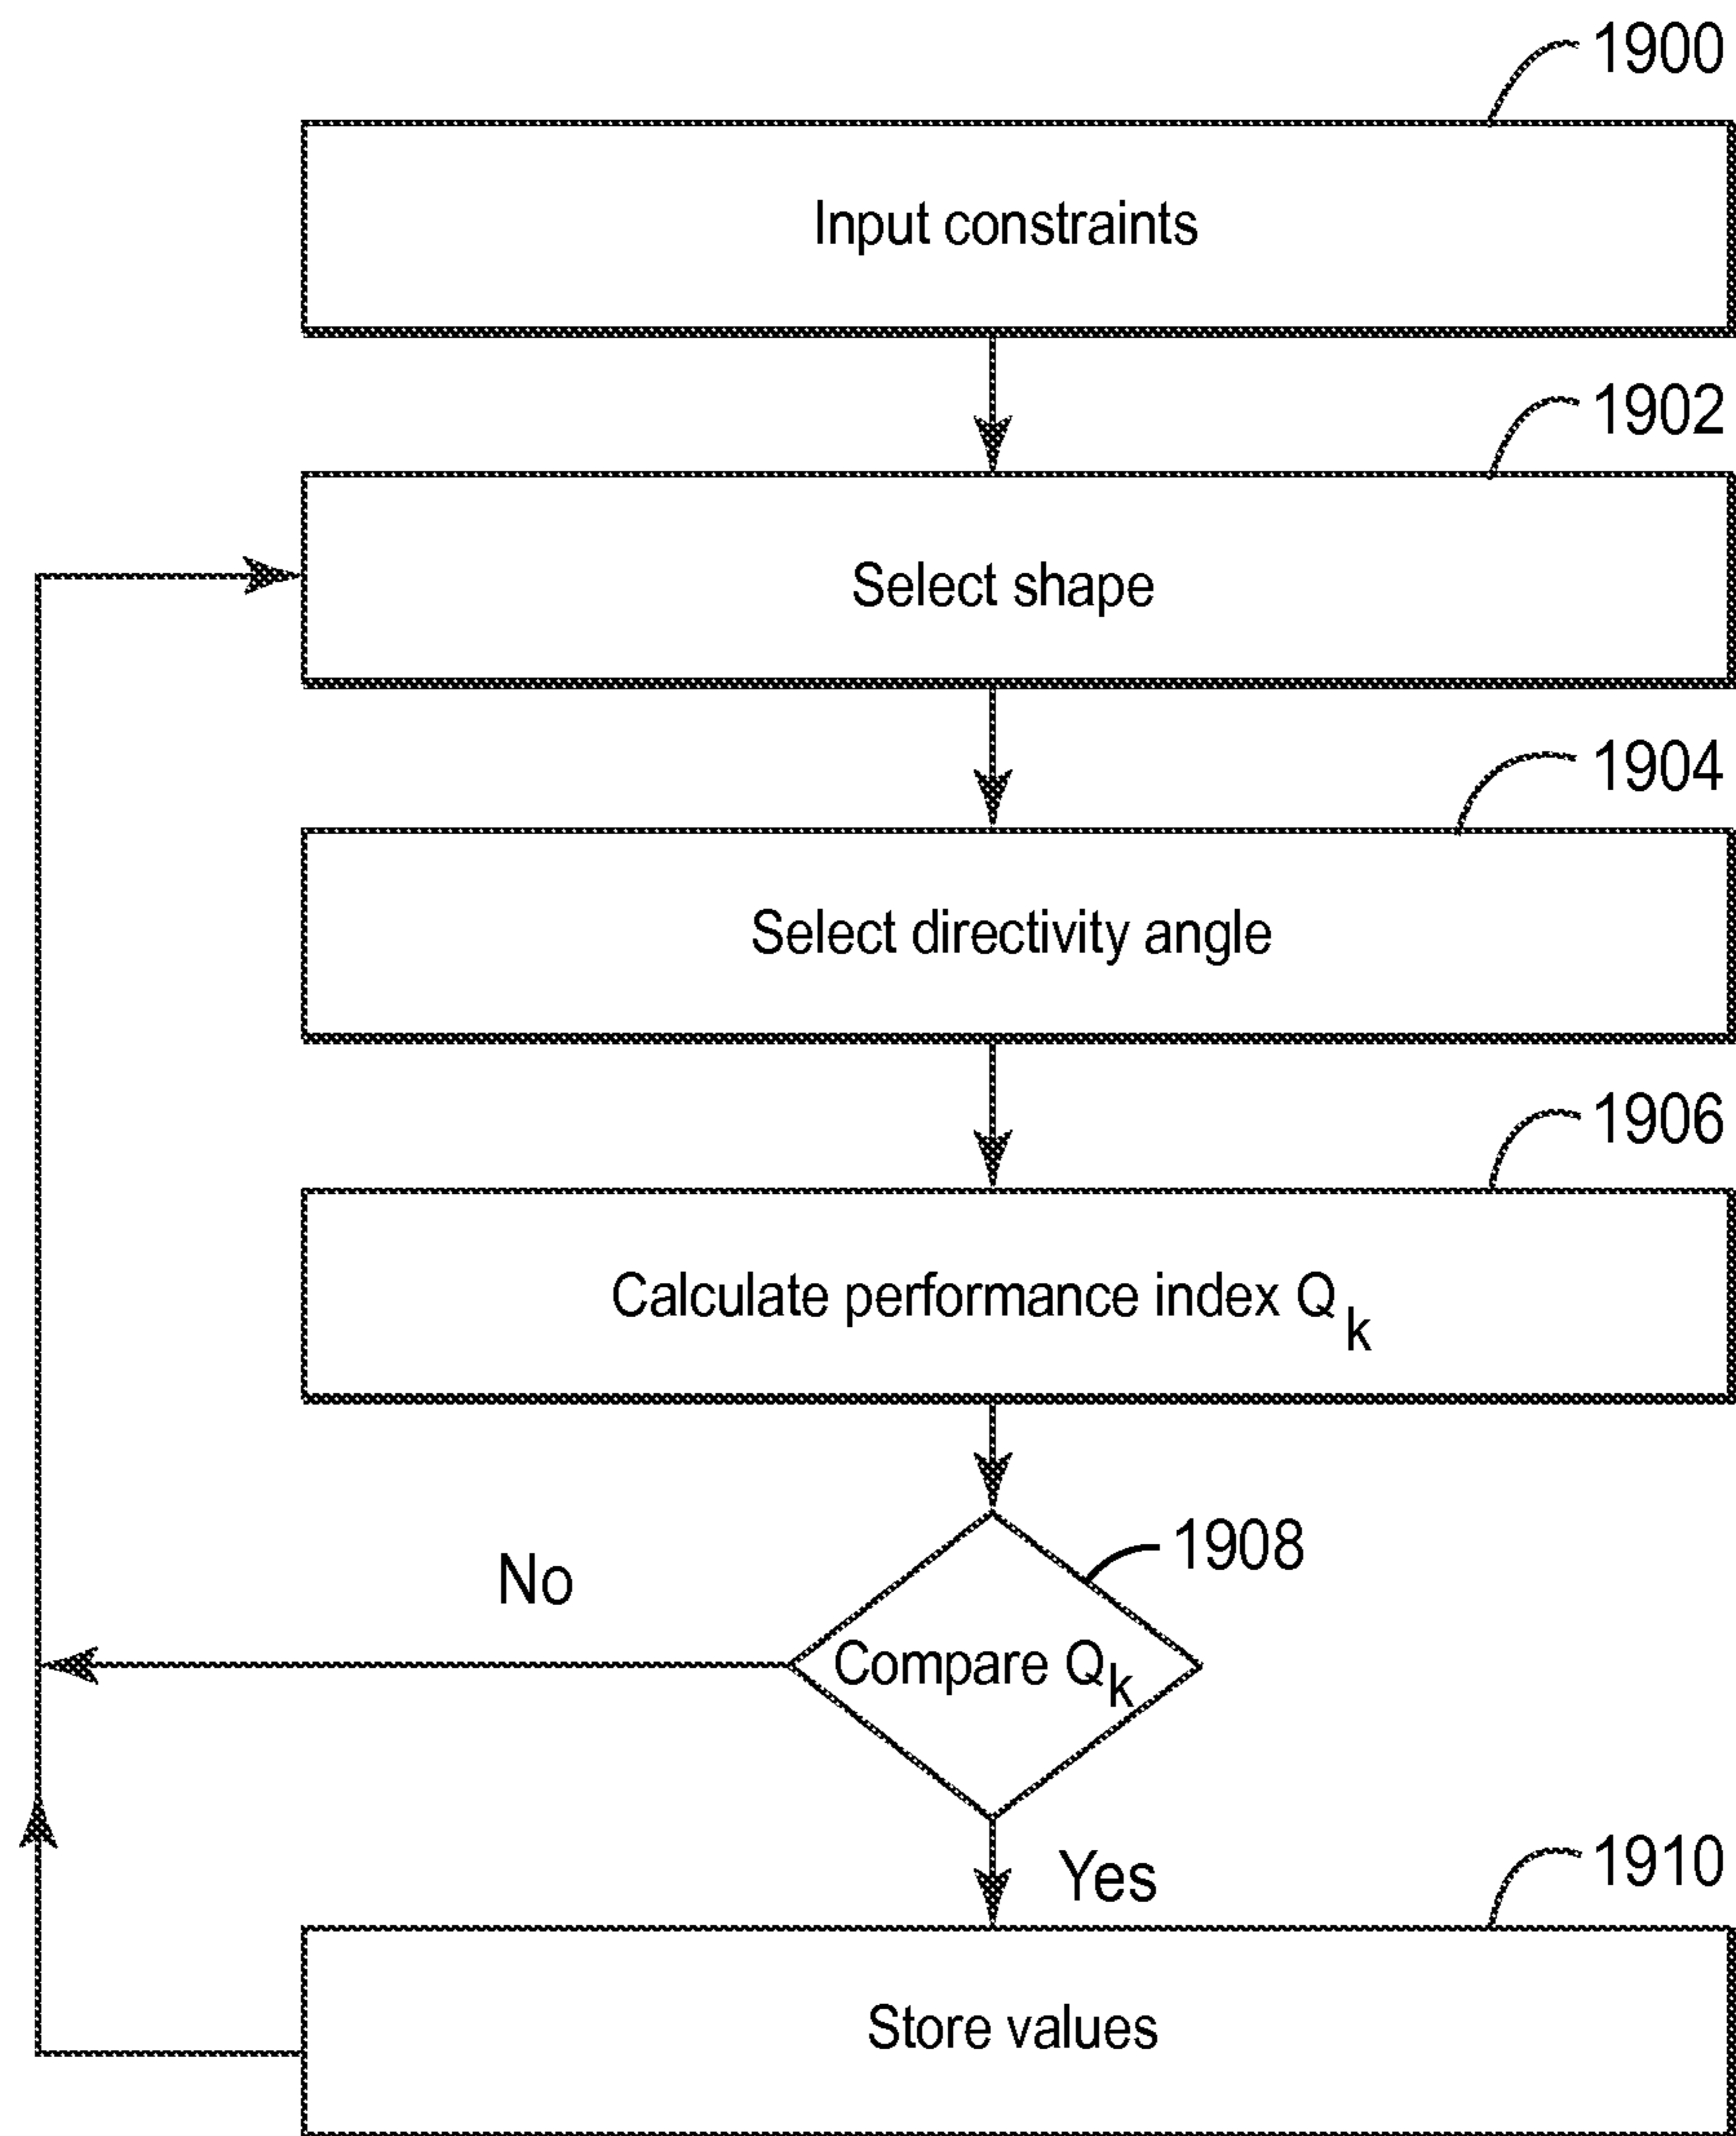 1900
Input constraints
1902
Select shape
1904
Select directivity angle
1906
Calculate performance index Qk
1908
No
Compare Qk
Yes
1910
Store values